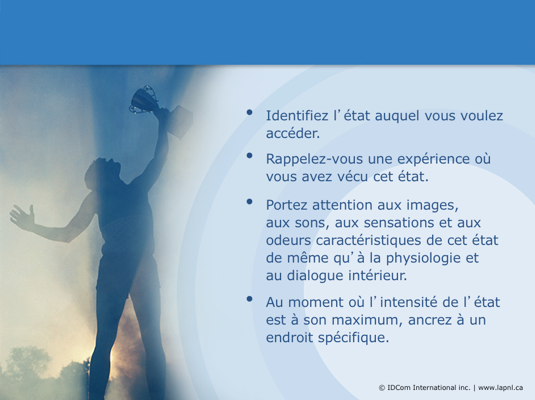 • Identifiez l'état auquel vous voulez
accéder.
• Rappelez-vous une expérience où
vous avez vécu cet état.
• Portez attention aux images,
aux sons, aux sensations et aux
odeurs caractéristiques de cet état
de même qu'à la physiologie et
au dialogue intérieur.
• Au moment où l'intensité de l'état
est à son maximum, ancrez à un
endroit spécifique.
© IDCom International inc. | www.lapnl.ca